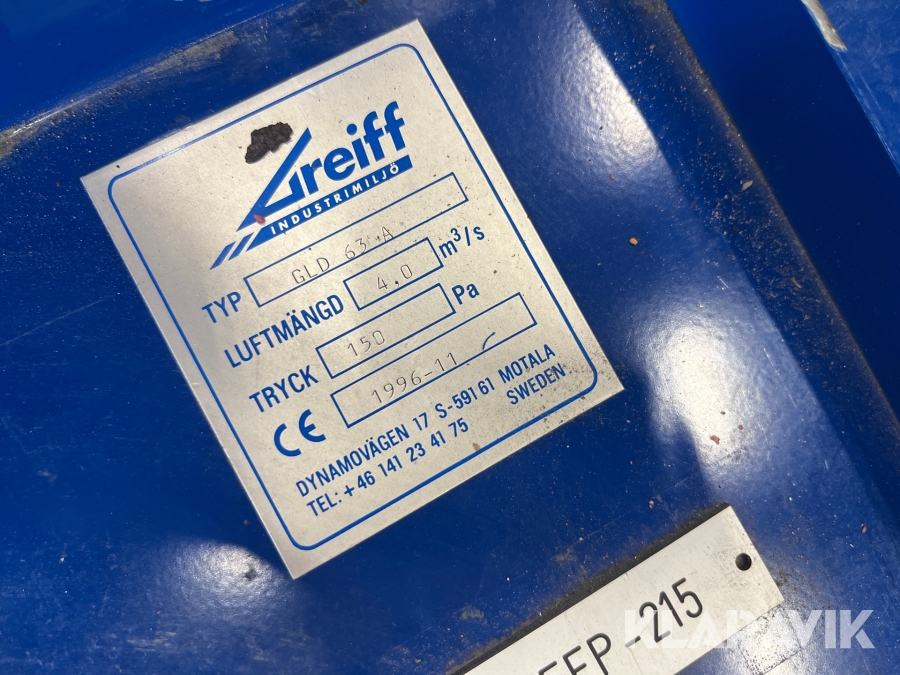 Greiff
INDUSTRIMILJÖ
TYP GLD 63-A
LUFTMÄNGD 4,0 m³/s
TRYCK 150 Pa
CE 1996-11
DYNAMOVÄGEN 17 S-591 61 MOTALA
TEL: +46 141 23 41 75 SWEDEN
-215
KLARAVIK